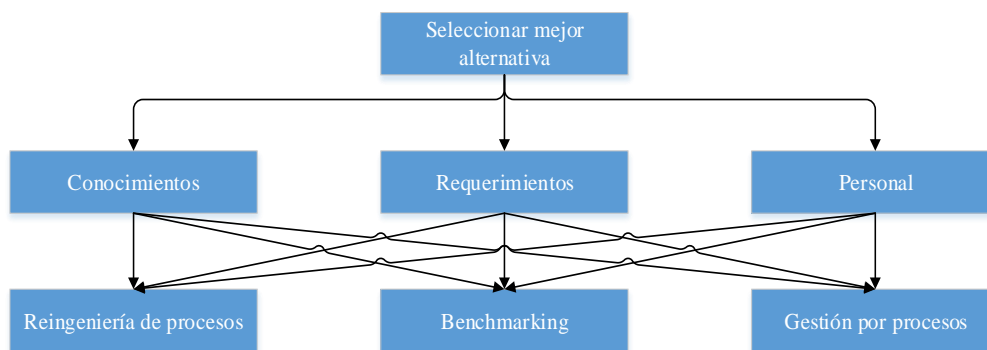 Seleccionar mejor
alternativa
Conocimientos
Requerimientos
Personal
Reingeniería de procesos
Benchmarking
Gestión por procesos